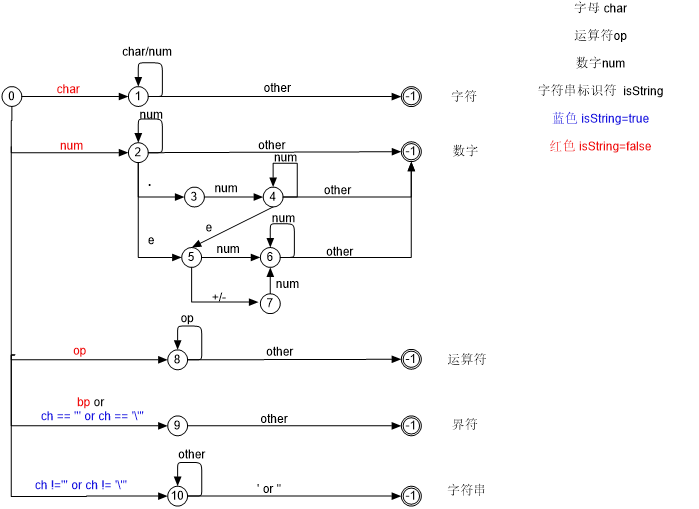 字母 char
运算符op
数字num
字符串标识符 isString
蓝色 isString=true
红色 isString=false
char/num
0
char
1
other
-1
字符
num
num
2
other
-1
数字
.
3
num
4
num
other
e
e
5
num
6
num
other
+/-
7
num
op
op
8
other
-1
运算符
bp or
ch == '" or ch == '\'"
9
other
-1
界符
other
ch !='" or ch != '\'"
10
' or "
-1
字符串